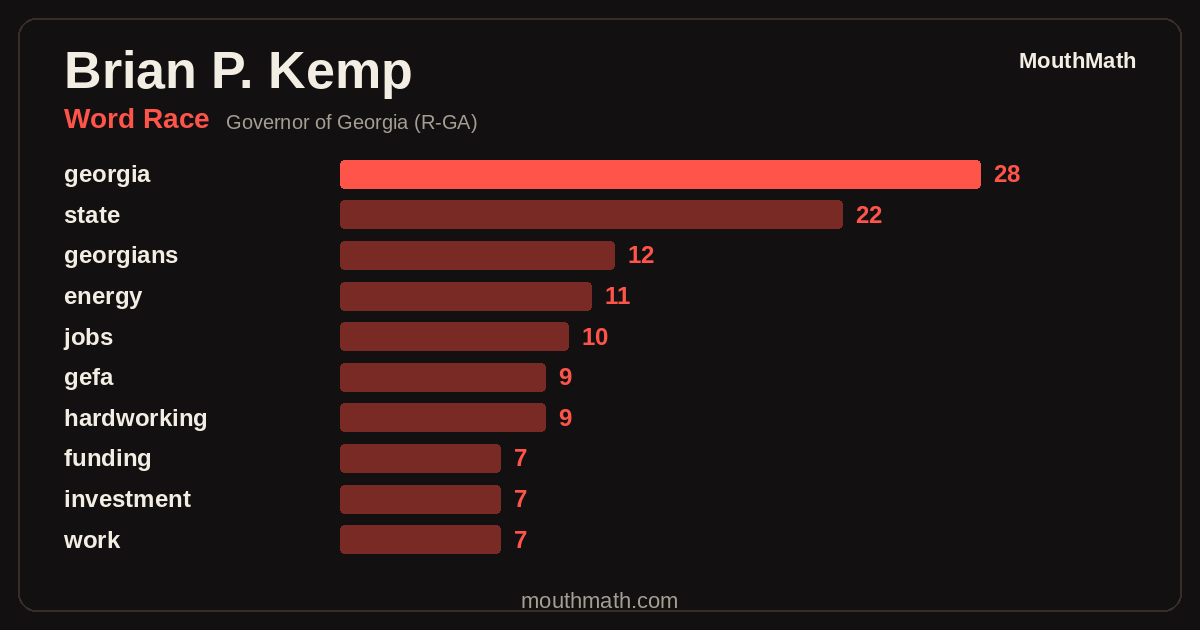 Brian P. Kemp
MouthMath
Word Race Governor of Georgia (R-GA)
georgia 28
state 22
georgians 12
energy 11
jobs 10
gefa 9
hardworking 9
funding 7
investment 7
work 7
mouthmath.com